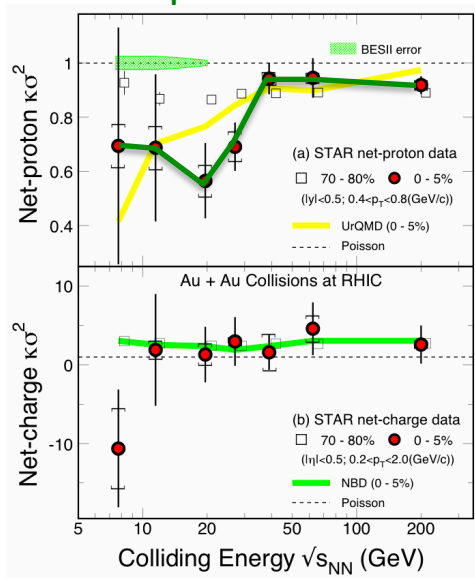 BESII error
1
0.8
0.6
0.4
Net-proton κσ²
(a) STAR net-proton data
70 - 80% 0 - 5%
(|y|<0.5; 0.4<p_T<0.8(GeV/c))
UrQMD (0 - 5%)
Poisson
Au + Au Collisions at RHIC
10
0
-10
Net-charge κσ²
(b) STAR net-charge data
70 - 80% 0 - 5%
(|η|<0.5; 0.2<p_T<2.0(GeV/c))
NBD (0 - 5%)
Poisson
5 10 20 50 100 200
Colliding Energy √s_NN (GeV)